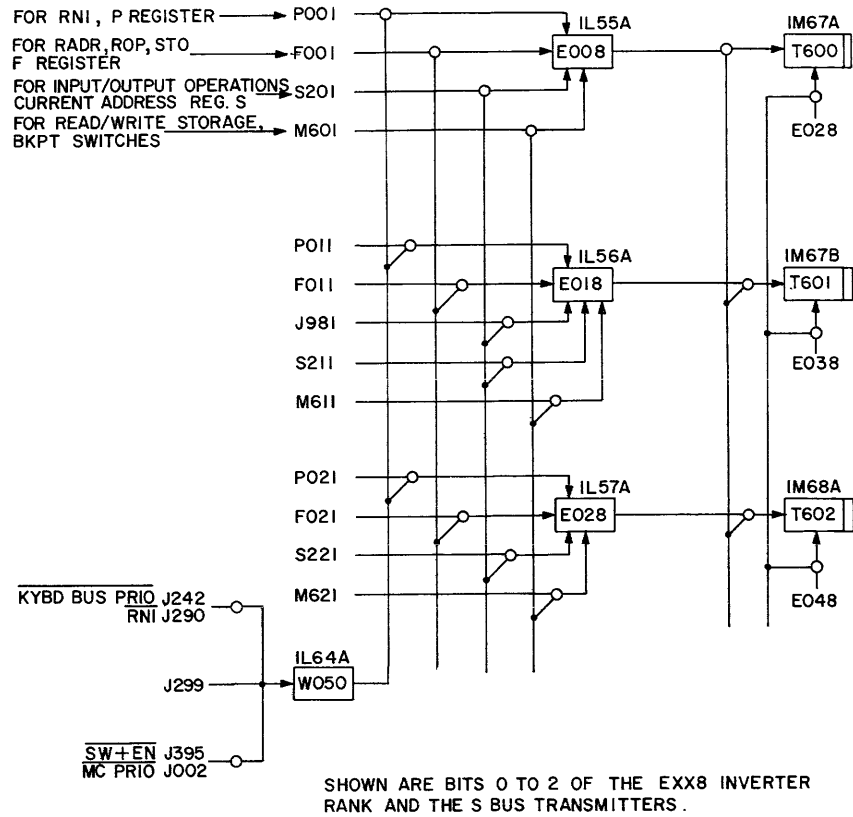 FOR RNI, P REGISTER
P001
IL55A
IM67A
FOR RADR, ROP, STO
F REGISTER
F001
E008
T600
FOR INPUT/OUTPUT OPERATIONS
CURRENT ADDRESS REG. S
S201
FOR READ/WRITE STORAGE,
BKPT SWITCHES
M601
E028
P011
IL56A
IM67B
F011
E018
T601
J981
S211
E038
M611
P021
IL57A
IM68A
F021
E028
T602
S221
M621
E048
KYBD BUS PRIO J242
RNI J290
IL64A
J299
W050
SW+EN J395
MC PRIO J002
SHOWN ARE BITS 0 TO 2 OF THE EXX8 INVERTER
RANK AND THE S BUS TRANSMITTERS.